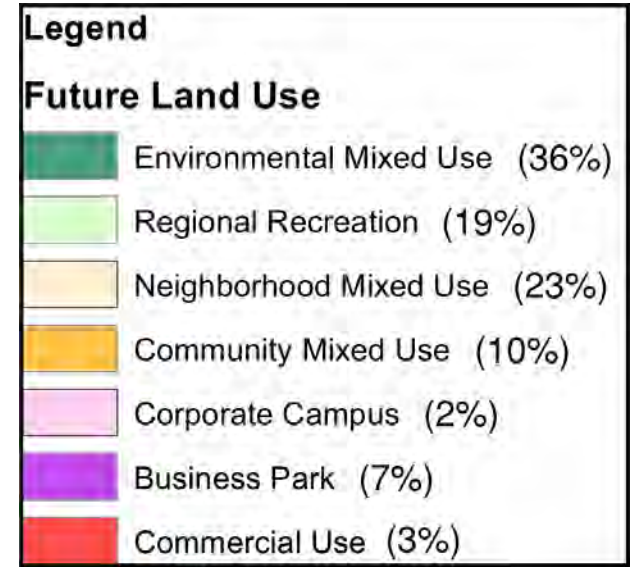 Legend
Future Land Use
Environmental Mixed Use (36%)
Regional Recreation (19%)
Neighborhood Mixed Use (23%)
Community Mixed Use (10%)
Corporate Campus (2%)
Business Park (7%)
Commercial Use (3%)